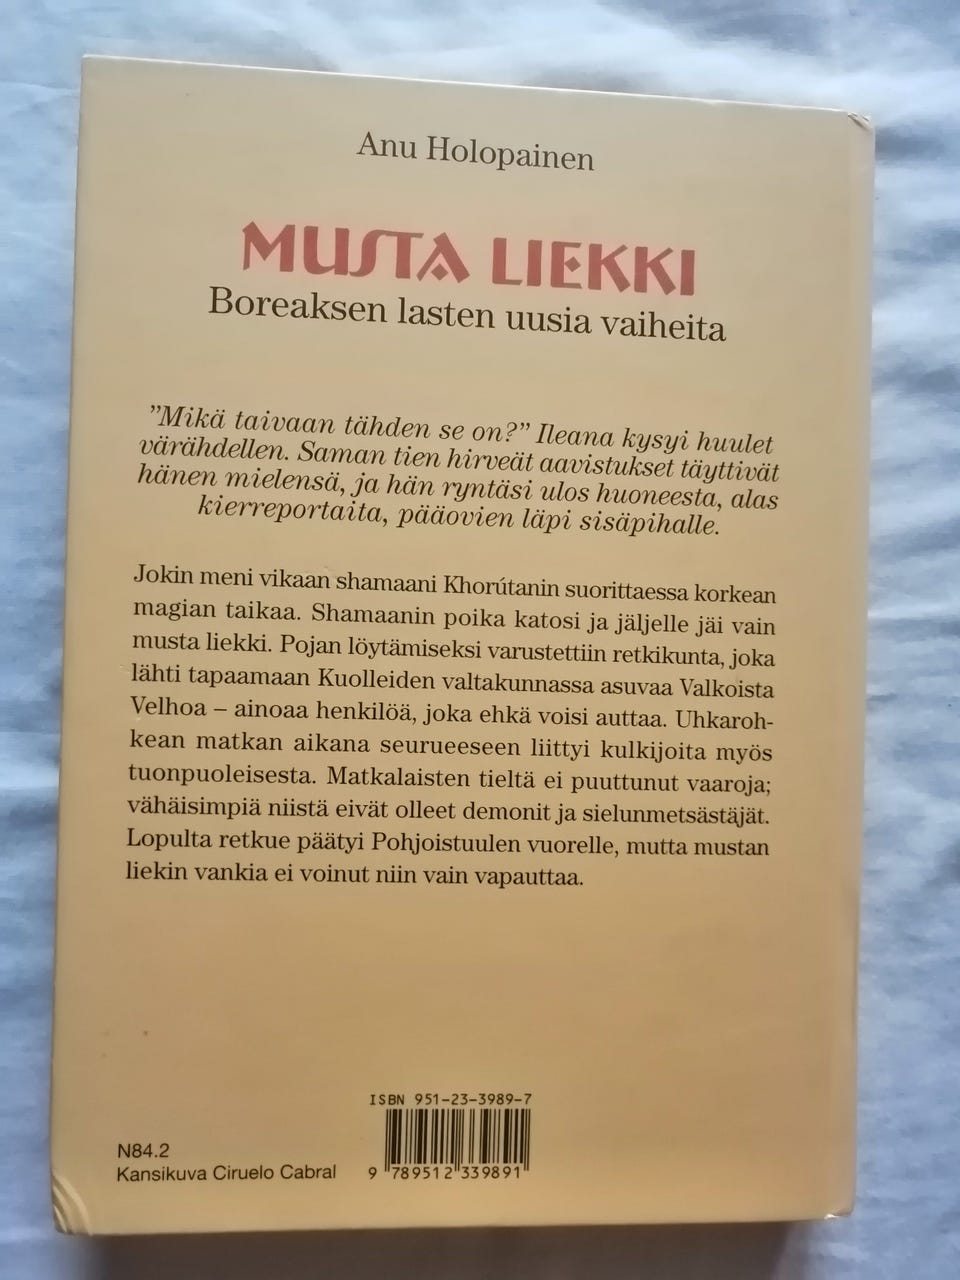 Anu Holopainen
MUSTA LIEKKI
Boreaksen lasten uusia vaiheita
”Mikä taivaan tähden se on?” Ileana kysyi huulet
värähdellen. Saman tien hirveät aavistukset täyttivät
hänen mielensä, ja hän ryntäsi ulos huoneesta, alas
kierreportaita, pääovien läpi sisäpihalle.
Jokin meni vikaan shamaani Khorútanin suorittaessa korkean
magian taikaa. Shamaanin poika katosi ja jäljelle jäi vain
musta liekki. Pojan löytämiseksi varustettiin retkikunta, joka
lähti tapaamaan Kuolleiden valtakunnassa asuvaa Valkoista
Velhoa – ainoaa henkilöä, joka ehkä voisi auttaa. Uhkaroh-
kean matkan aikana seurueeseen liittyi kulkijoita myös
tuonpuoleisesta. Matkalaisten tieltä ei puuttunut vaaroja;
vähäisimpiä niistä eivät olleet demonit ja sielunmetsästäjät.
Lopulta retkue päätyi Pohjoistuulen vuorelle, mutta mustan
liekin vankia ei voinut niin vain vapauttaa.
ISBN 951-23-3989-7
N84.2
Kansikuva Ciruelo Cabral
9 789512 339891